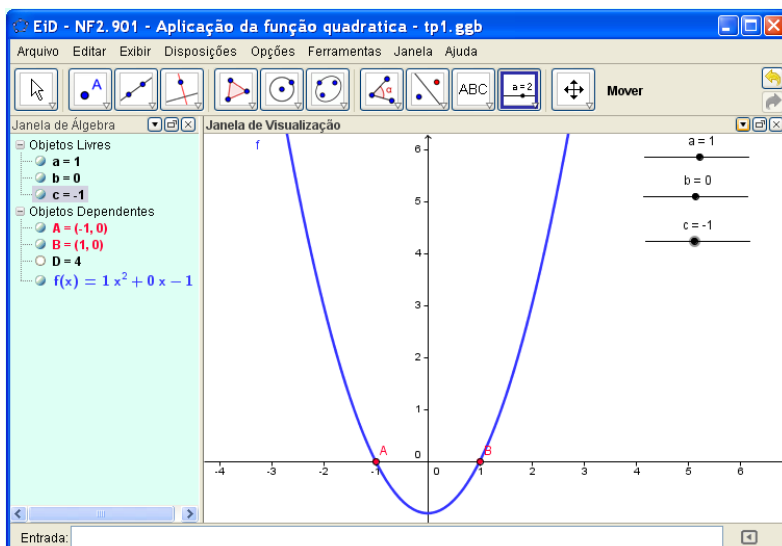 EiD - NF2.901 - Aplicação da função quadratica - tp1.ggb
Arquivo Editar Exibir Disposições Opções Ferramentas Janela Ajuda
A α ABC a=2 Mover
Janela de Álgebra
Objetos Livres
a = 1
b = 0
c = -1
Objetos Dependentes
A = (-1, 0)
B = (1, 0)
D = 4
f(x) = 1 x² + 0 x − 1
Janela de Visualização
f
a = 1
b = 0
c = -1
6
5
4
3
2
1
0
A
B
-4 -3 -2 -1 0 1 2 3 4 5 6
Entrada: